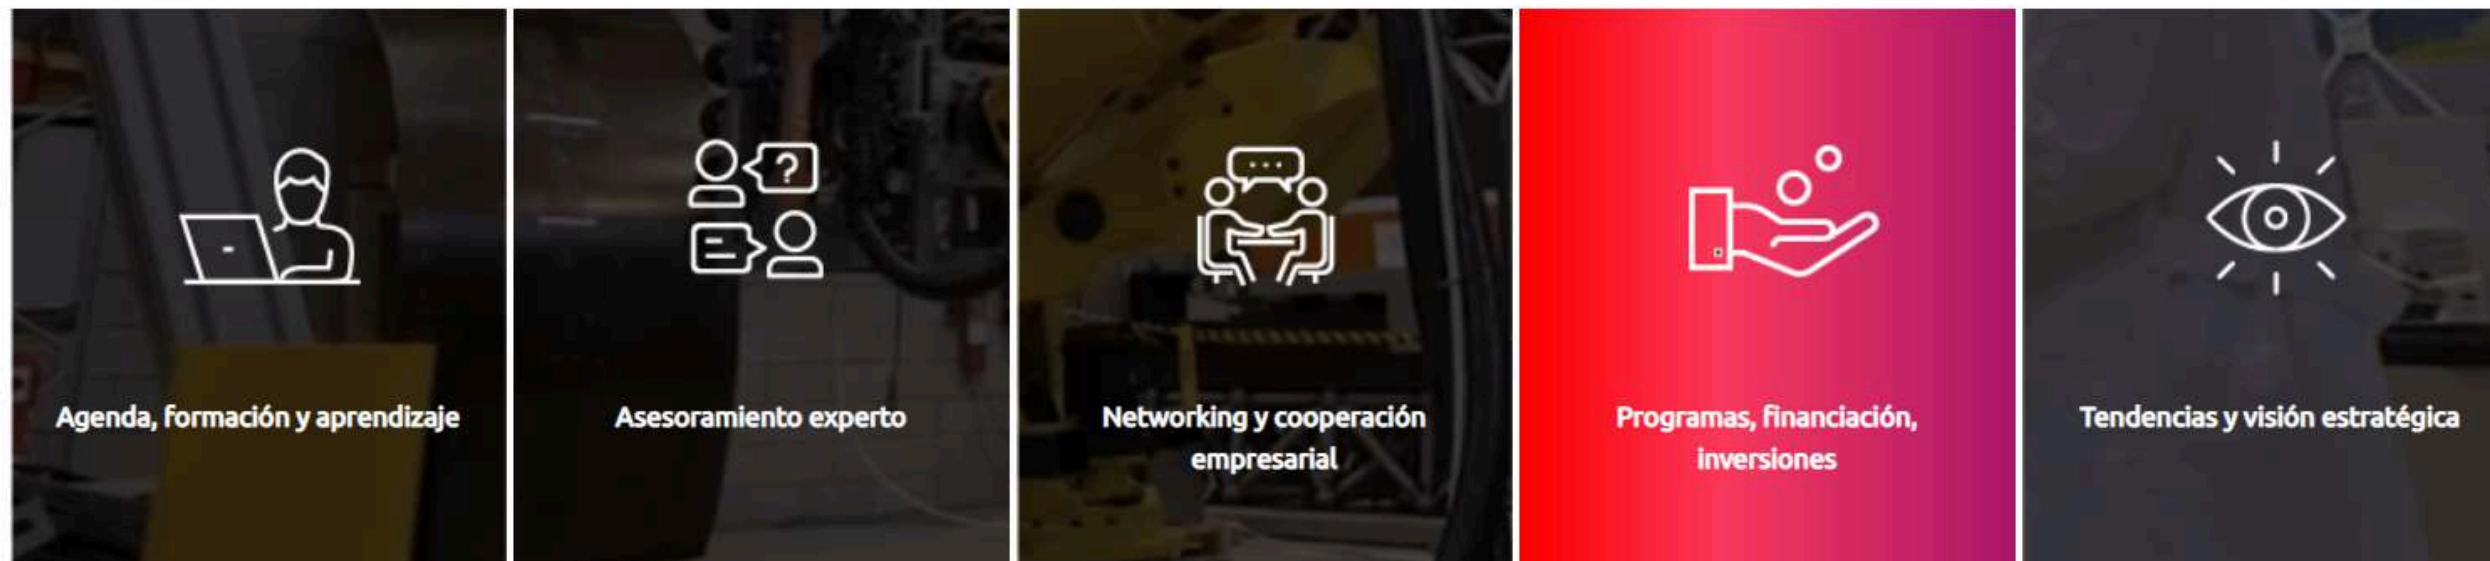 Agenda, formación y aprendizaje
Asesoramiento experto
Networking y cooperación
empresarial
Programas, financiación,
inversiones
Tendencias y visión estratégica